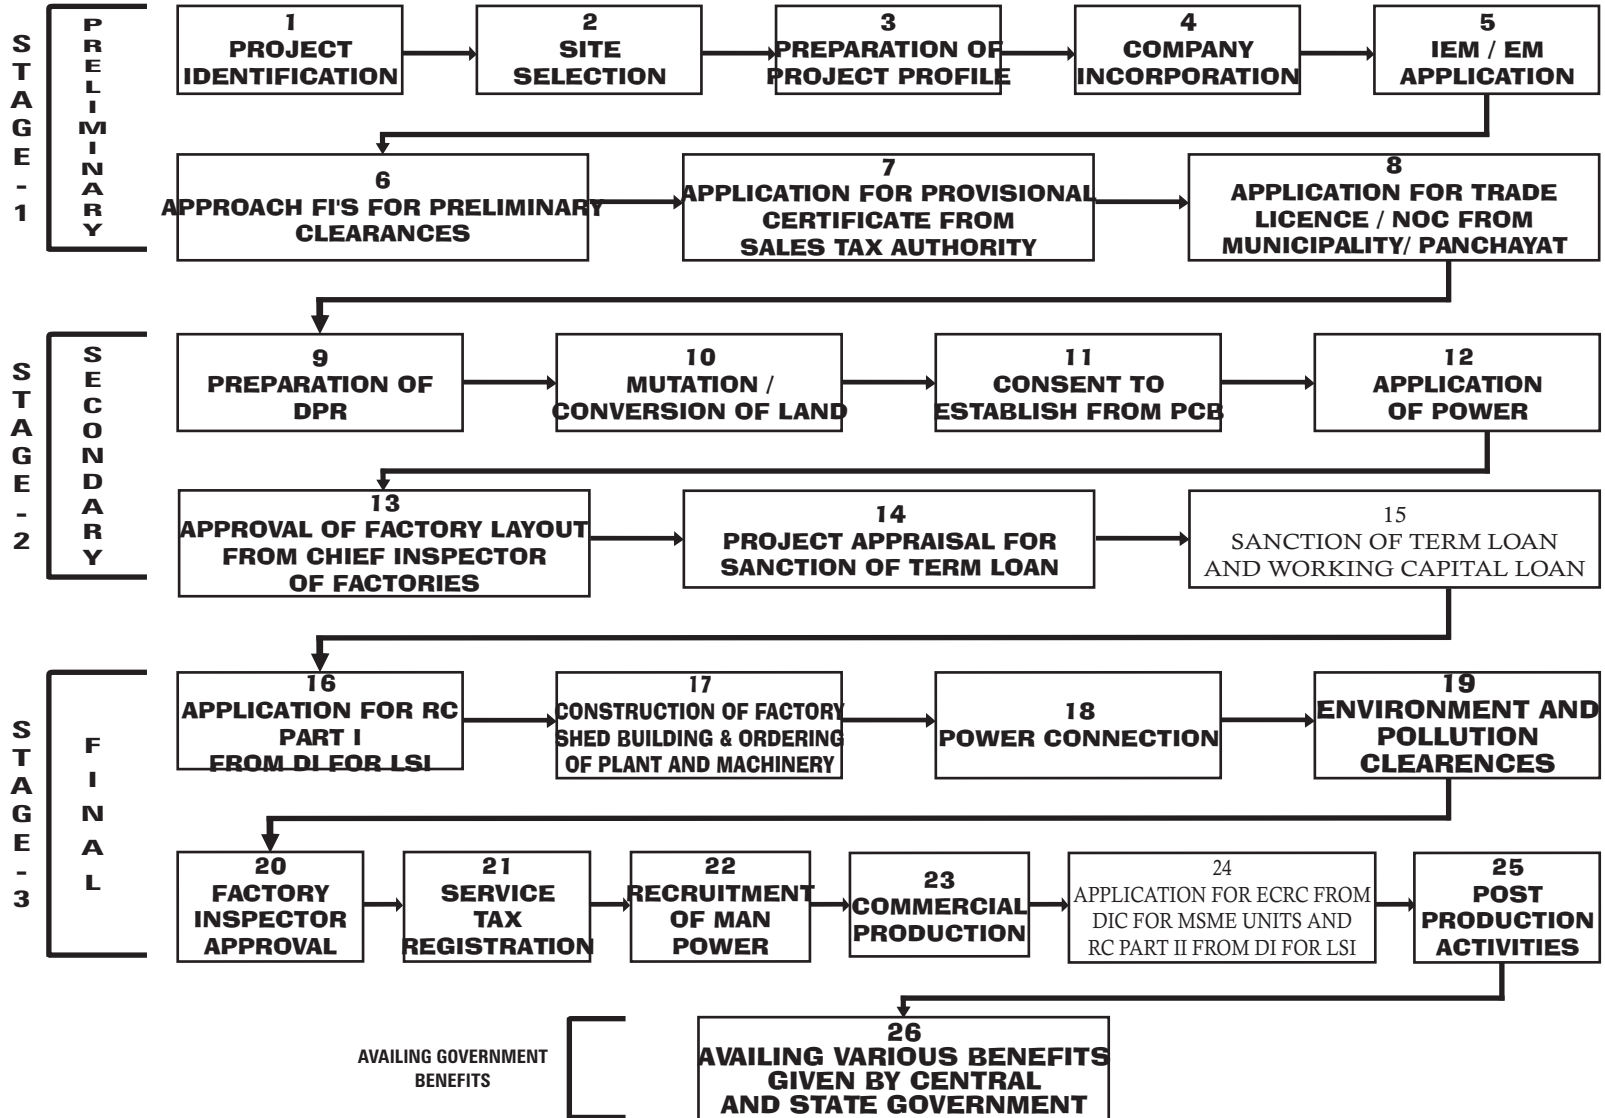 STAGE-1
PRELIMINARY
1
PROJECT
IDENTIFICATION
2
SITE
SELECTION
3
PREPARATION OF
PROJECT PROFILE
4
COMPANY
INCORPORATION
5
IEM / EM
APPLICATION
6
APPROACH FI'S FOR PRELIMINARY
CLEARANCES
7
APPLICATION FOR PROVISIONAL
CERTIFICATE FROM
SALES TAX AUTHORITY
8
APPLICATION FOR TRADE
LICENCE / NOC FROM
MUNICIPALITY/ PANCHAYAT
STAGE-2
SECONDARY
9
PREPARATION OF
DPR
10
MUTATION /
CONVERSION OF LAND
11
CONSENT TO
ESTABLISH FROM PCB
12
APPLICATION
OF POWER
13
APPROVAL OF FACTORY LAYOUT
FROM CHIEF INSPECTOR
OF FACTORIES
14
PROJECT APPRAISAL FOR
SANCTION OF TERM LOAN
15
SANCTION OF TERM LOAN
AND WORKING CAPITAL LOAN
STAGE-3
FINAL
16
APPLICATION FOR RC
PART I
FROM DI FOR LSI
17
CONSTRUCTION OF FACTORY
SHED BUILDING & ORDERING
OF PLANT AND MACHINERY
18
POWER CONNECTION
19
ENVIRONMENT AND
POLLUTION
CLEARENCES
20
FACTORY
INSPECTOR
APPROVAL
21
SERVICE
TAX
REGISTRATION
22
RECRUITMENT
OF MAN
POWER
23
COMMERCIAL
PRODUCTION
24
APPLICATION FOR ECRC FROM
DIC FOR MSME UNITS AND
RC PART II FROM DI FOR LSI
25
POST
PRODUCTION
ACTIVITIES
AVAILING GOVERNMENT
BENEFITS
26
AVAILING VARIOUS BENEFITS
GIVEN BY CENTRAL
AND STATE GOVERNMENT